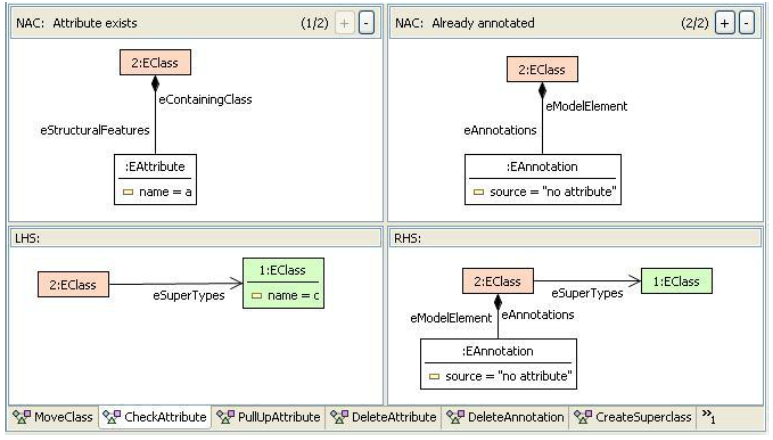 NAC: Attribute exists (1/2) + -
2:EClass
eContainingClass
eStructuralFeatures
:EAttribute
name = a
NAC: Already annotated (2/2) + -
2:EClass
eModelElement
eAnnotations
:EAnnotation
source = "no attribute"
LHS:
2:EClass
eSuperTypes
1:EClass
name = c
RHS:
2:EClass
eSuperTypes
1:EClass
eModelElement
eAnnotations
:EAnnotation
source = "no attribute"
MoveClass CheckAttribute PullUpAttribute DeleteAttribute DeleteAnnotation CreateSuperclass »1